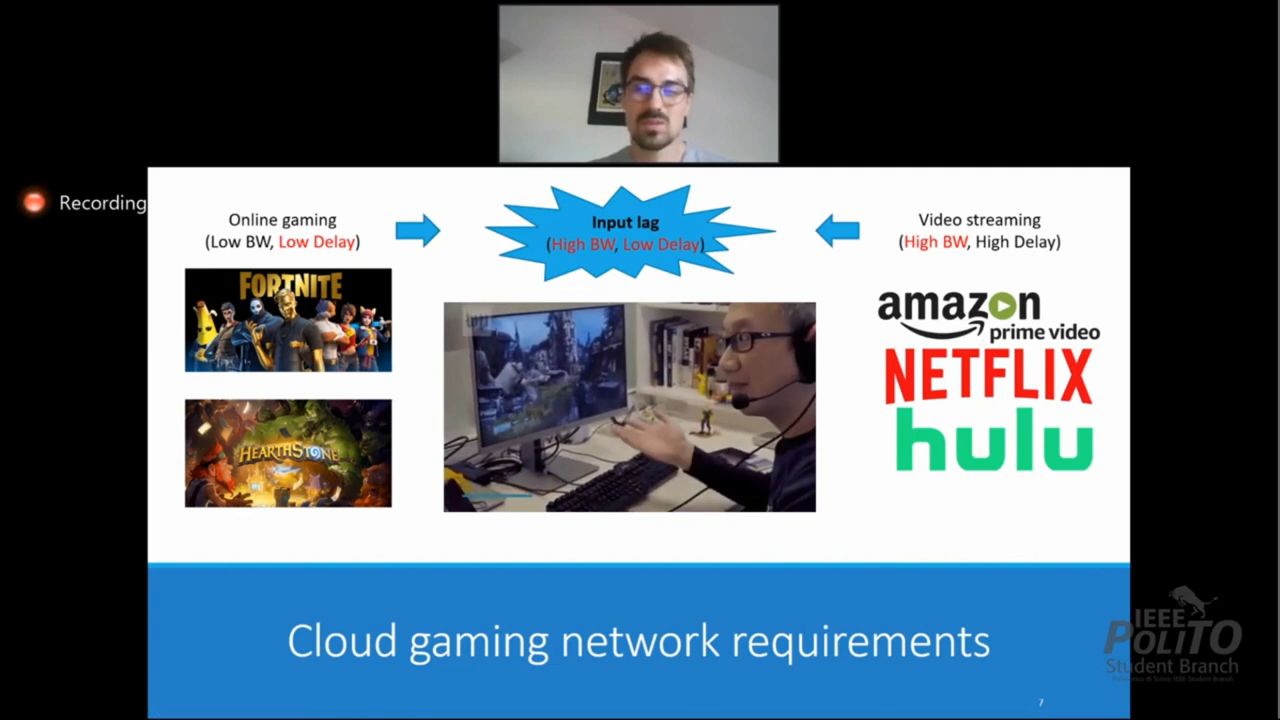 Recording
Online gaming
(Low BW, Low Delay)
Input lag
(High BW, Low Delay)
Video streaming
(High BW, High Delay)
FORTNITE
HEARTHSTONE
amazon
prime video
NETFLIX
hulu
Cloud gaming network requirements
7
IEEE
POLITO
Student Branch